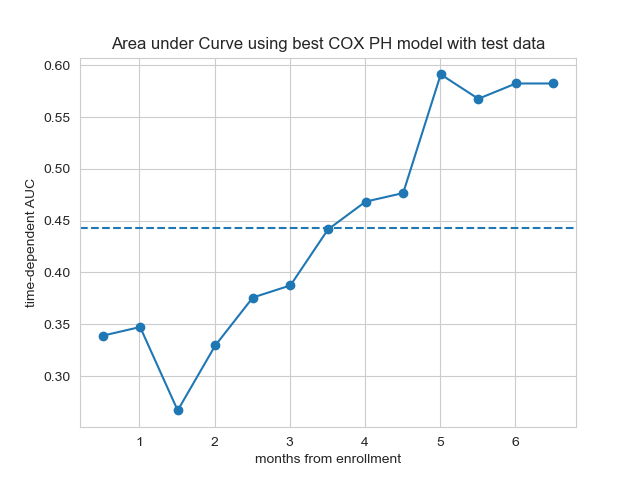 Area under Curve using best COX PH model with test data
time-dependent AUC
0.60
0.55
0.50
0.45
0.40
0.35
0.30
1 2 3 4 5 6
months from enrollment